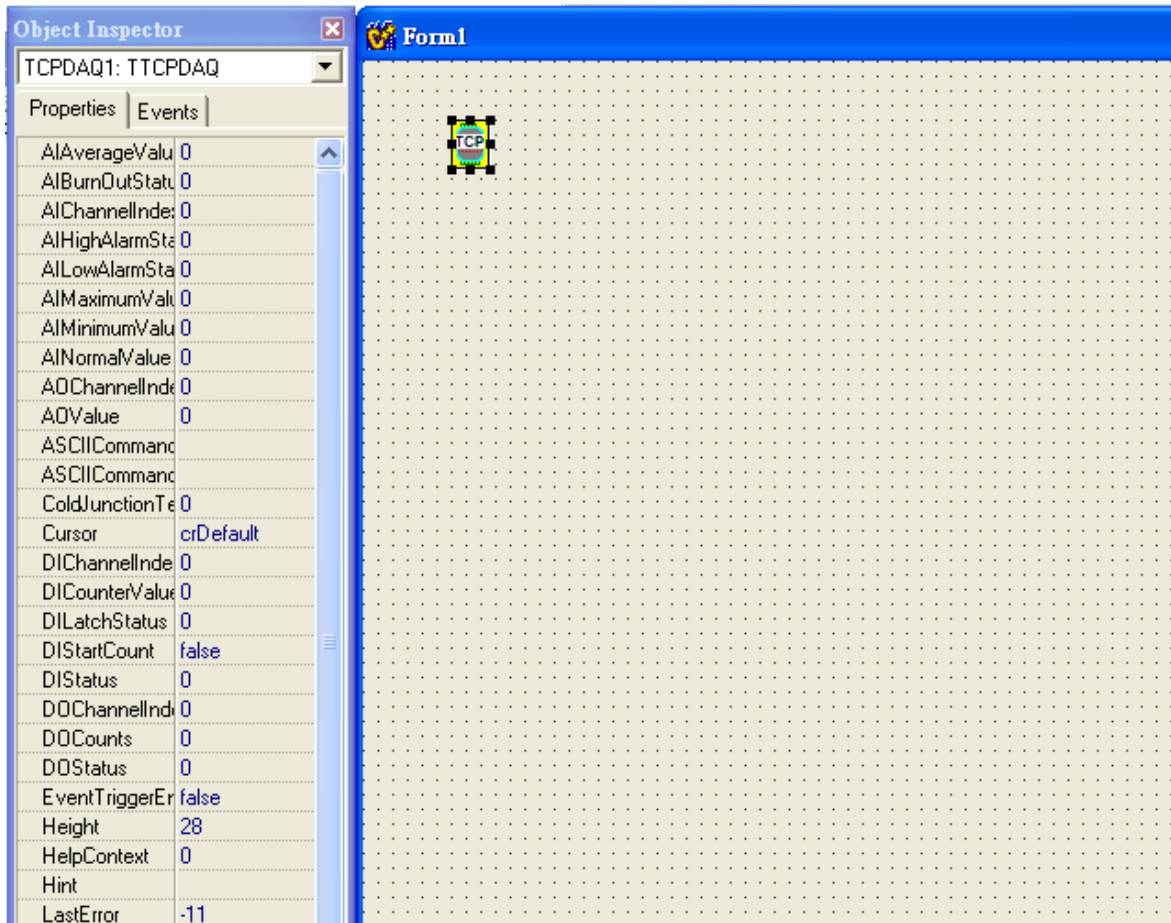 Object Inspector
Form1
TCPDAQ1: TTCPDAQ
Properties Events
TCP
AIAverageValu 0
AIBurnOutStatu 0
AIChannelIndex 0
AIHighAlarmSta 0
AILowAlarmSta 0
AIMaximumValu 0
AIMinimumValu 0
AINormalValue 0
AOChannelInde 0
AOValue 0
ASCIICommand
ASCIICommand
ColdJunctionTe 0
Cursor crDefault
DIChannelInde 0
DICounterValue 0
DILatchStatus 0
DIStartCount false
DIStatus 0
DOChannelInd 0
DOCounts 0
DOStatus 0
EventTriggerEr false
Height 28
HelpContext 0
Hint
LastError -11